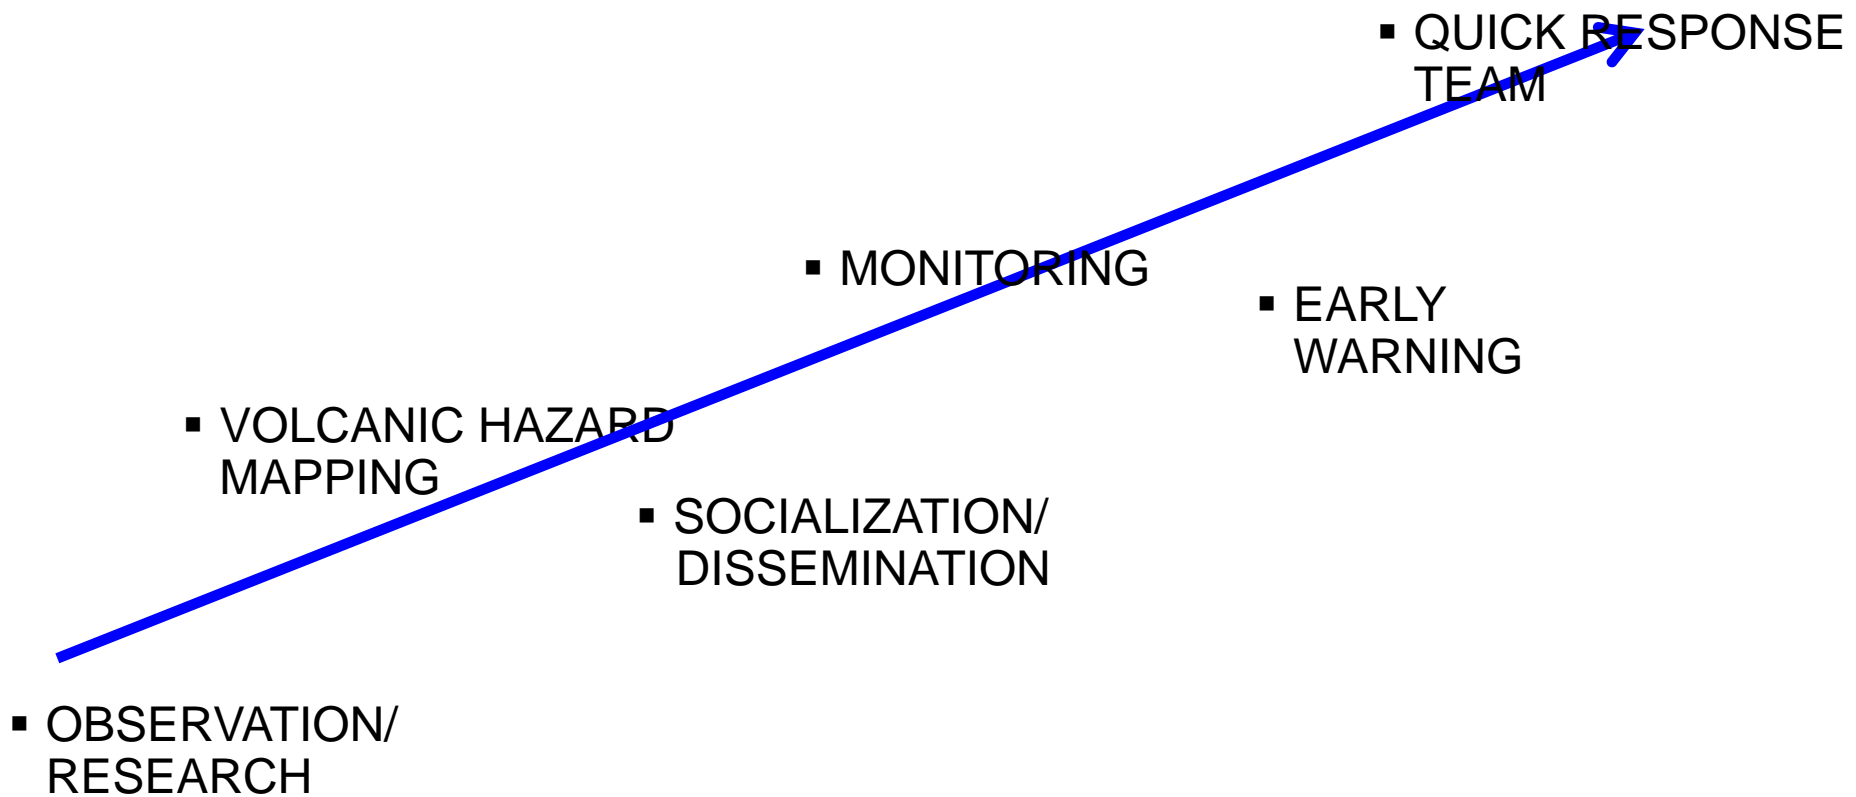 ▪ QUICK RESPONSE
TEAM
▪ MONITORING
▪ EARLY
WARNING
▪ VOLCANIC HAZARD
MAPPING
▪ SOCIALIZATION/
DISSEMINATION
▪ OBSERVATION/
RESEARCH